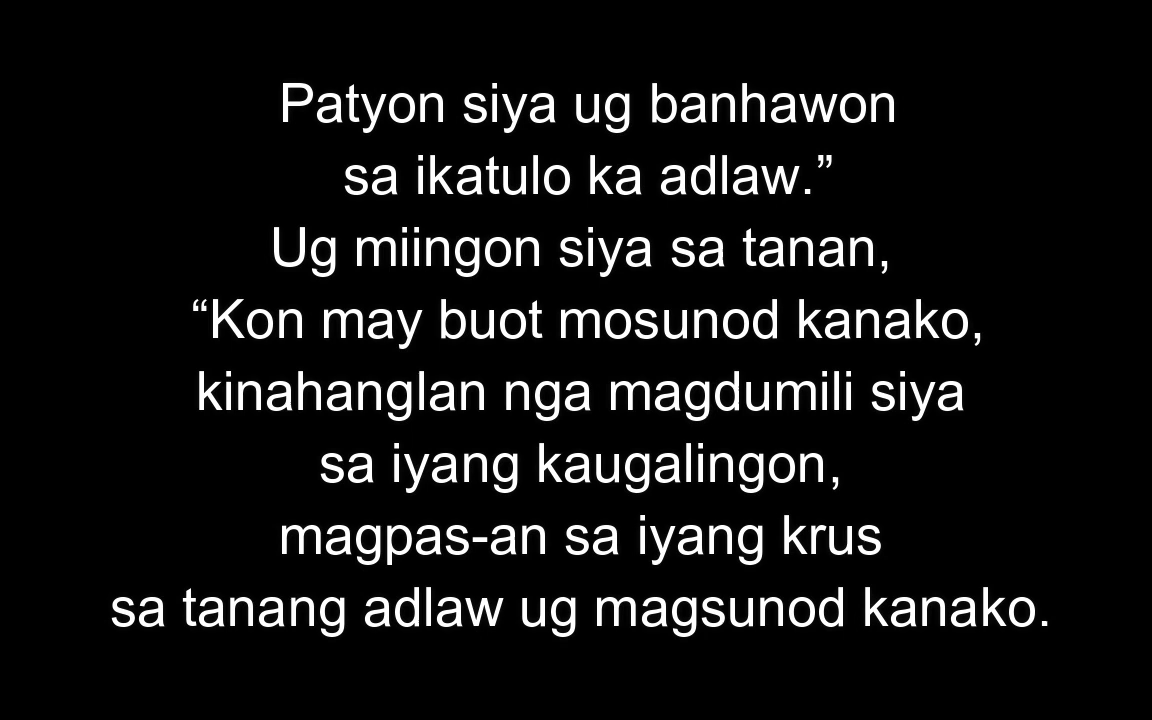 Patyon siya ug banhawon
sa ikatulo ka adlaw.”
Ug miingon siya sa tanan,
“Kon may buot mosunod kanako,
kinahanglan nga magdumili siya
sa iyang kaugalingon,
magpas-an sa iyang krus
sa tanang adlaw ug magsunod kanako.